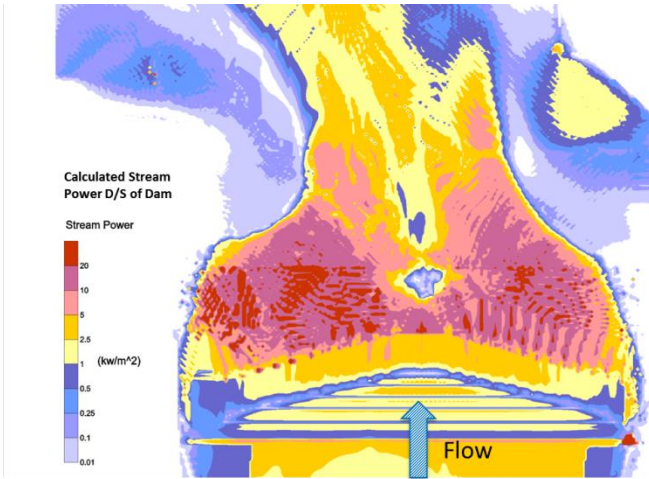 Calculated Stream
Power D/S of Dam
Stream Power
20
10
5
2.5
1
(kw/m^2)
0.5
0.25
0.1
0.01
Flow